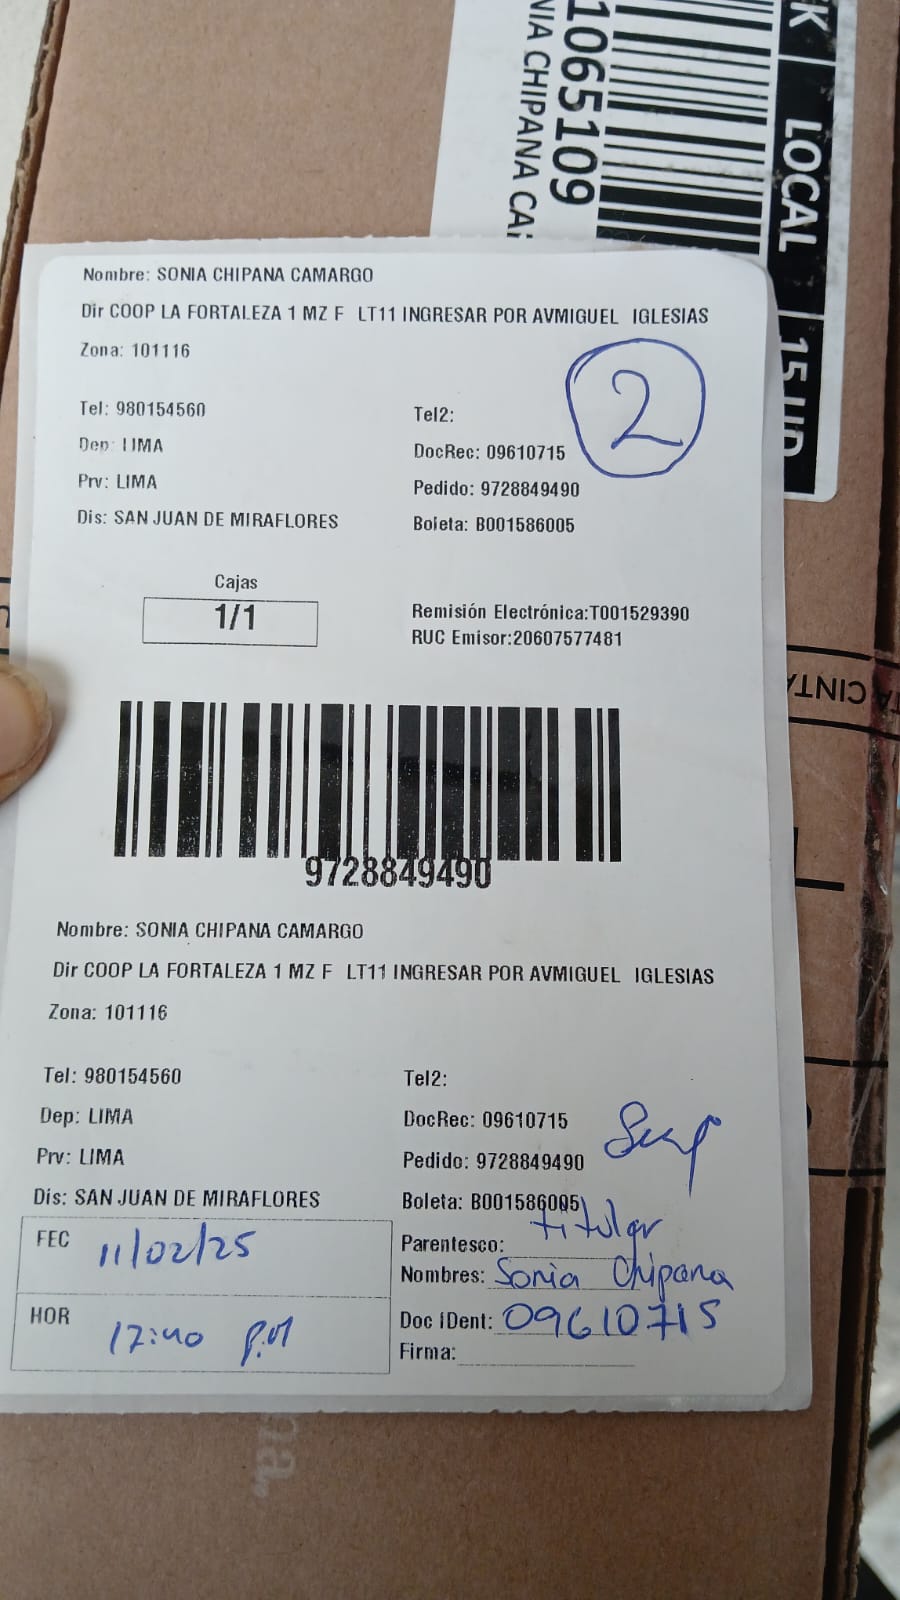 1065109
NIA CHIPANA CA
K LOCAL 15 UD
Nombre: SONIA CHIPANA CAMARGO
Dir COOP LA FORTALEZA 1 MZ F LT11 INGRESAR POR AVMIGUEL IGLESIAS
Zona: 101116
2
Tel: 980154560 Tel2:
Dep: LIMA DocRec: 09610715
Prv: LIMA Pedido: 9728849490
Dis: SAN JUAN DE MIRAFLORES Boleta: B001586005
Cajas
1/1
Remisión Electrónica:T001529390
RUC Emisor:20607577481
CINTA
9728849490
Nombre: SONIA CHIPANA CAMARGO
Dir COOP LA FORTALEZA 1 MZ F LT11 INGRESAR POR AVMIGUEL IGLESIAS
Zona: 101116
Tel: 980154560 Tel2:
Dep: LIMA DocRec: 09610715
Prv: LIMA Pedido: 9728849490
Dis: SAN JUAN DE MIRAFLORES Boleta: B001586005
FEC 11/02/25 Parentesco: titular
Nombres: Sonia Chipana
HOR 17:40 P.M Doc IDent: 09610715
Firma:
na.